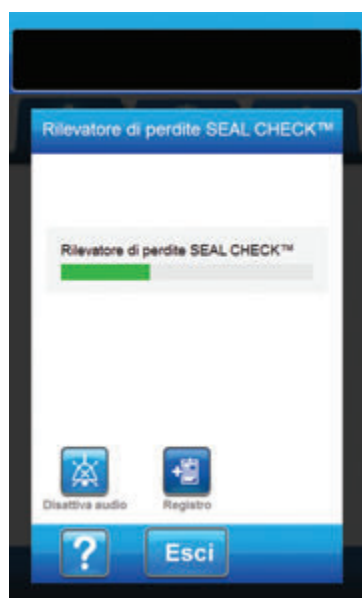 Rilevatore di perdite SEAL CHECK™
Rilevatore di perdite SEAL CHECK™
Disattiva audio
Registro
?
Esci